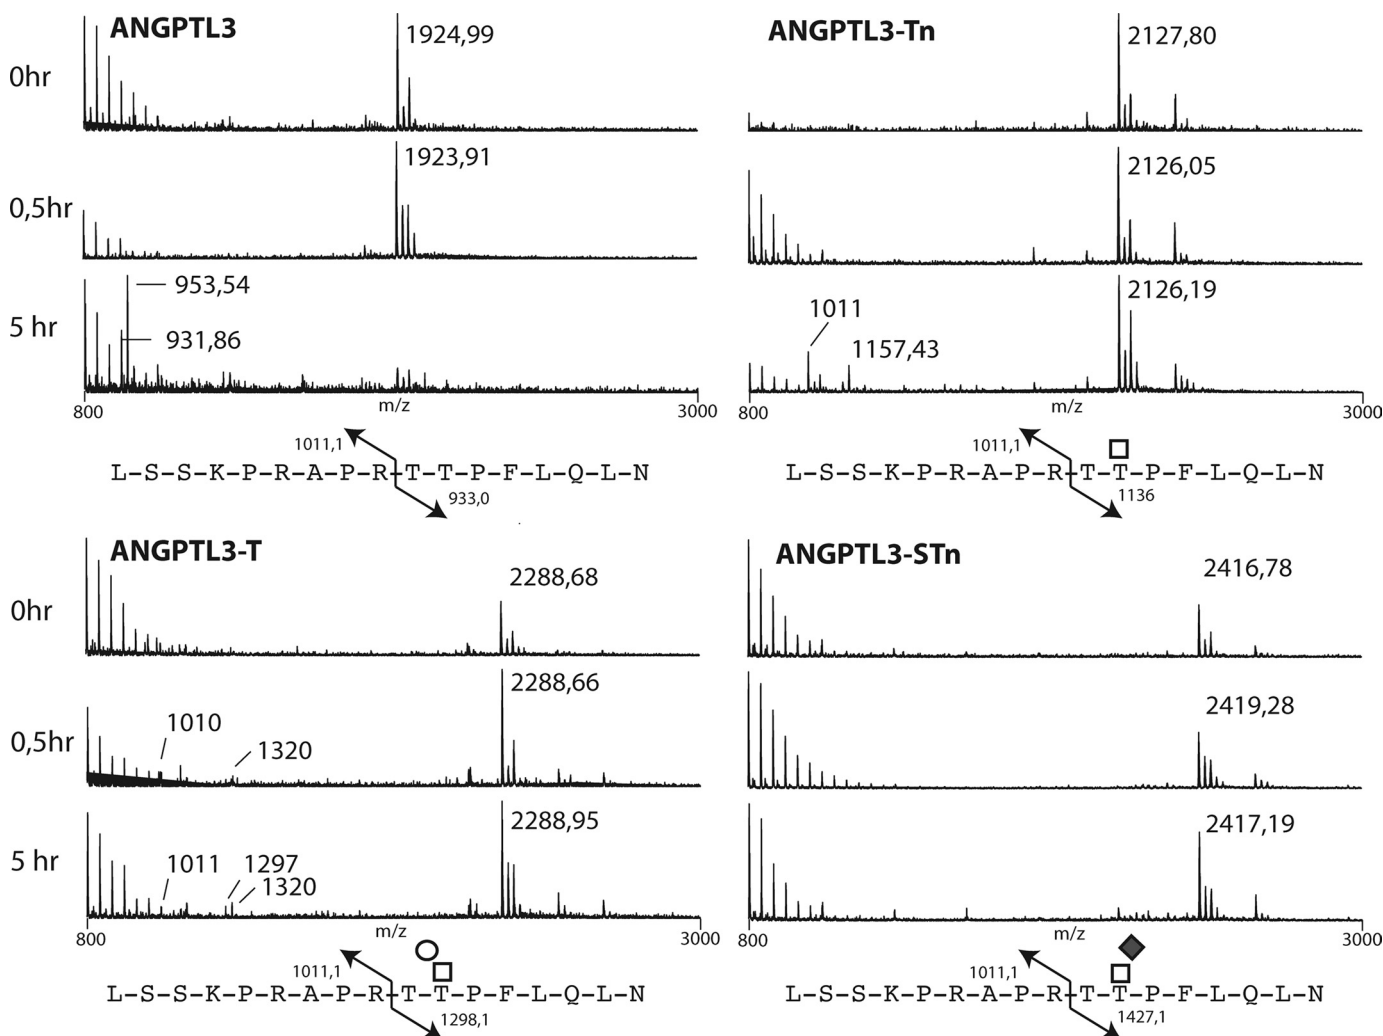 ANGPTL3
0hr
1924,99
0,5hr
1923,91
5 hr
953,54
931,86
800
m/z
3000
1011,1
L-S-S-K-P-R-A-P-R-T-T-P-F-L-Q-L-N
933,0
ANGPTL3-Tn
2127,80
2126,05
2126,19
1011
1157,43
800
m/z
3000
1011,1
L-S-S-K-P-R-A-P-R-T-T-P-F-L-Q-L-N
1136
ANGPTL3-T
0hr
2288,68
0,5hr
2288,66
1010
1320
5 hr
2288,95
1011
1297
1320
800
m/z
3000
1011,1
L-S-S-K-P-R-A-P-R-T-T-P-F-L-Q-L-N
1298,1
ANGPTL3-STn
2416,78
2419,28
2417,19
800
m/z
3000
1011,1
L-S-S-K-P-R-A-P-R-T-T-P-F-L-Q-L-N
1427,1